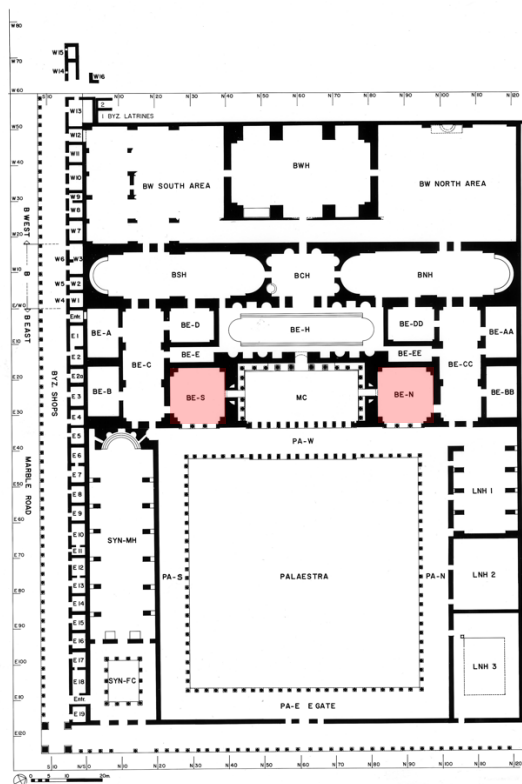 W80
W70
W60
W50
W40
W30
W20
W10
E/W0
E10
E20
E30
E40
E50
E60
E70
E80
E90
E100
E110
E120
S10
N/S0
N10
N20
N30
N40
N50
N60
N70
N80
N90
N100
N110
N120
W15
W14
W16
W13
2
1 BYZ. LATRINES
W12
W11
W10
W9
W8
W7
BW SOUTH AREA
BWH
BW NORTH AREA
B WEST
B
B EAST
W6
W3
W5
W2
W4
W1
BSH
BCH
BNH
Entr.
E1
E2
E2a
E3
E4
BE-A
BE-B
BE-C
BE-D
BE-E
BE-H
BE-DD
BE-EE
BE-CC
BE-AA
BE-BB
BE-S
MC
BE-N
BYZ. SHOPS
MARBLE ROAD
PA-W
E5
E6
E7
E8
E9
E10
E11
E12
E13
E14
E15
E16
E17
E18
Entr.
E19
SYN-MH
SYN-FC
PA-S
PALAESTRA
PA-N
PA-E E GATE
LNH 1
LNH 2
LNH 3
0
5
10
20m
S10
N/S0
N10
N20
N30
N40
N50
N60
N70
N80
N90
N100
N110
N120